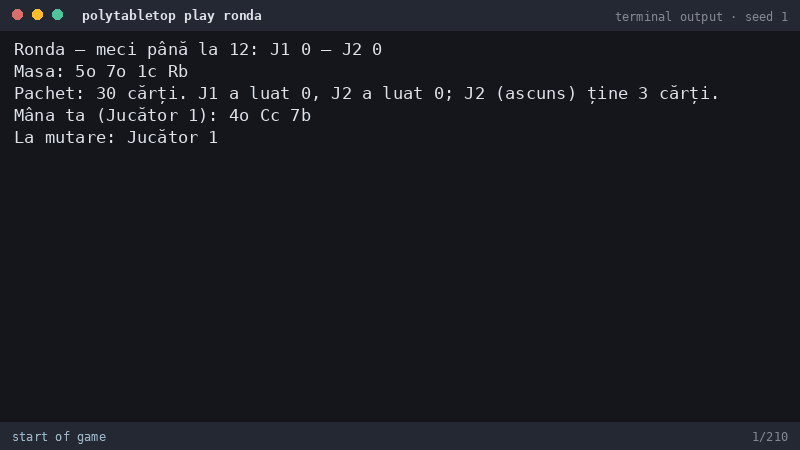 polytabletop play ronda
terminal output · seed 1
Ronda — meci până la 12: J1 0 — J2 0
Masa: 5o 7o 1c Rb
Pachet: 30 cărți. J1 a luat 0, J2 a luat 0; J2 (ascuns) ține 3 cărți.
Mâna ta (Jucător 1): 4o Cc 7b
La mutare: Jucător 1
start of game
1/210